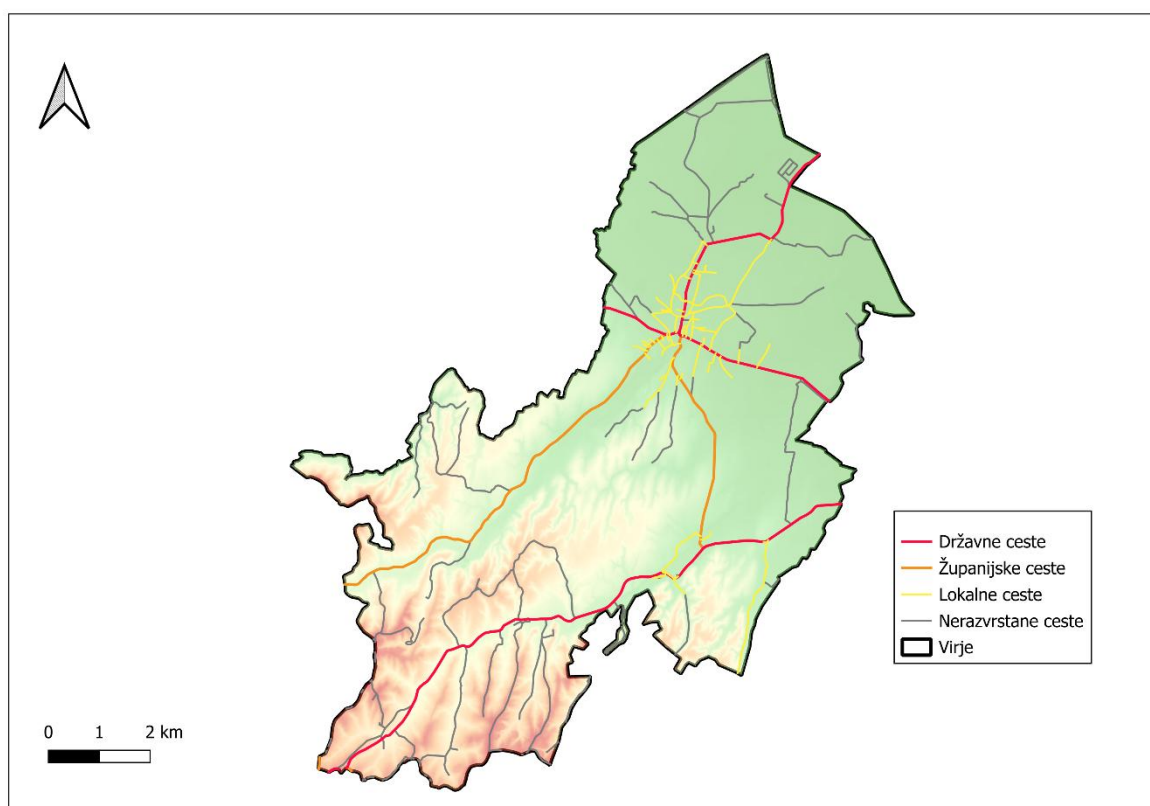 Državne ceste
Županijske ceste
Lokalne ceste
Nerazvrstane ceste
Virje
0 1 2 km